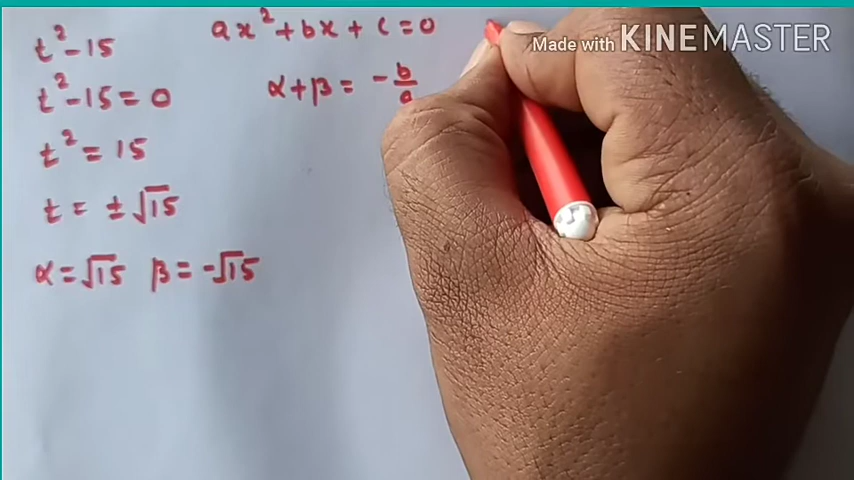 t² - 15
t² - 15 = 0
t² = 15
t = ± √15
α = √15 β = -√15
ax² + bx + c = 0
α + β = - b/a
Made with KINEMASTER